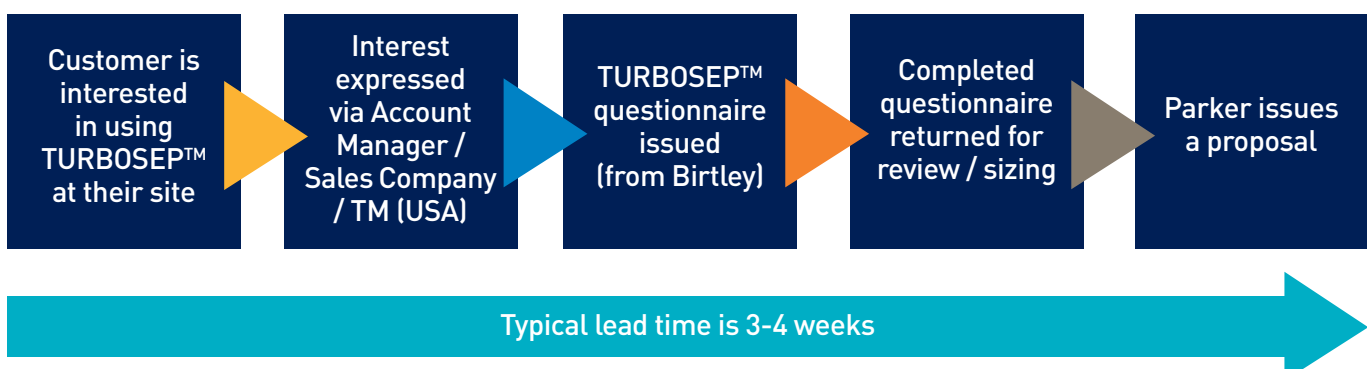 Customer is
interested
in using
TURBOSEP™
at their site
Interest
expressed
via Account
Manager /
Sales Company
/ TM (USA)
TURBOSEP™
questionnaire
issued
(from Birtley)
Completed
questionnaire
returned for
review / sizing
Parker issues
a proposal
Typical lead time is 3-4 weeks